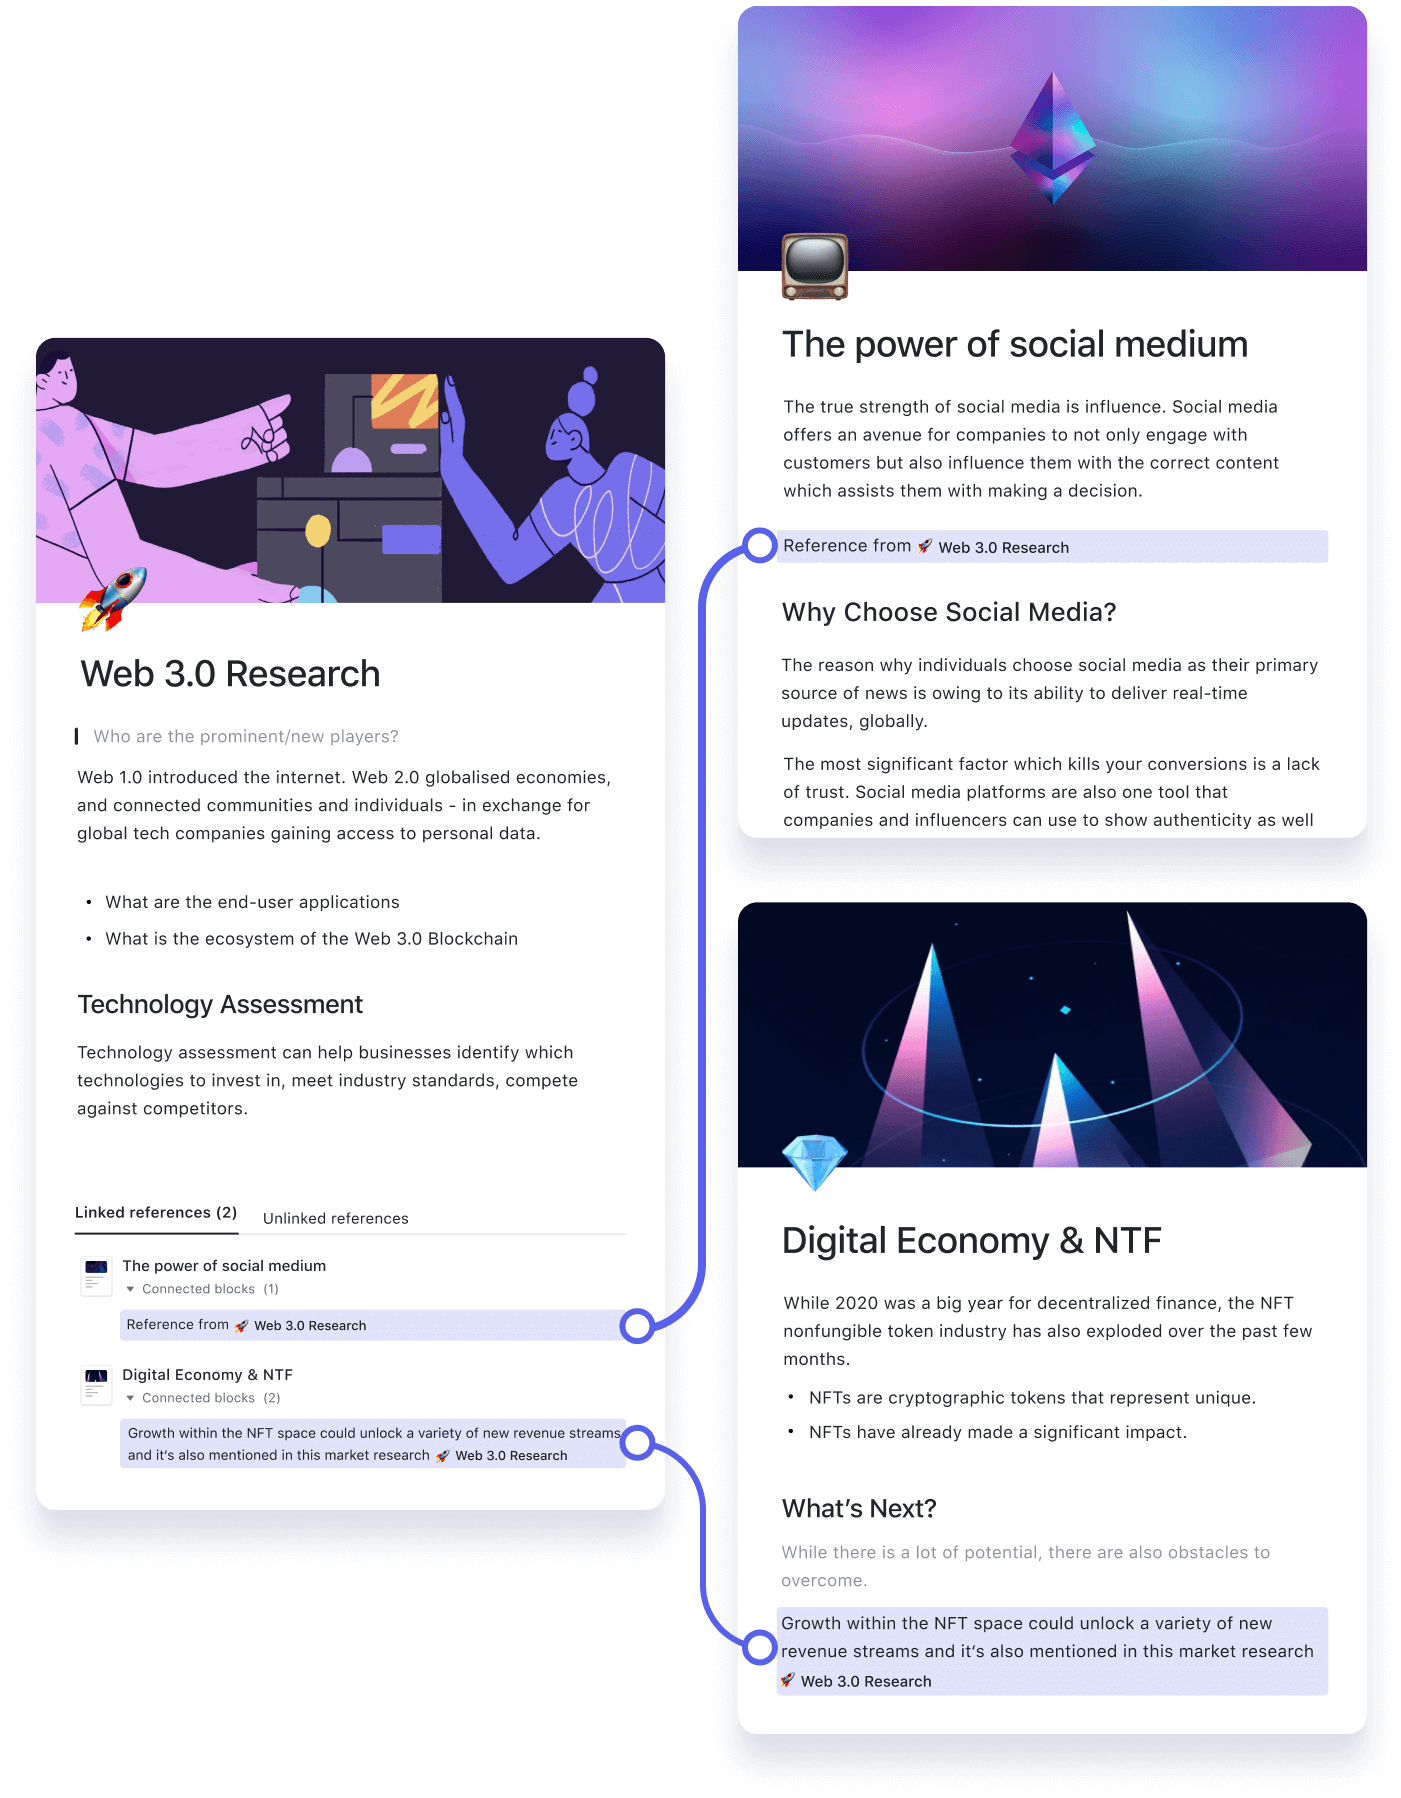 Web 3.0 Research
Who are the prominent/new players?
Web 1.0 introduced the internet. Web 2.0 globalised economies,
and connected communities and individuals - in exchange for
global tech companies gaining access to personal data.
• What are the end-user applications
• What is the ecosystem of the Web 3.0 Blockchain
Technology Assessment
Technology assessment can help businesses identify which
technologies to invest in, meet industry standards, compete
against competitors.
Linked references (2) Unlinked references
The power of social medium
Connected blocks (1)
Reference from 🚀 Web 3.0 Research
Digital Economy & NTF
Connected blocks (2)
Growth within the NFT space could unlock a variety of new revenue streams
and it‘s also mentioned in this market research 🚀 Web 3.0 Research
The power of social medium
The true strength of social media is influence. Social media
offers an avenue for companies to not only engage with
customers but also influence them with the correct content
which assists them with making a decision.
Reference from 🚀 Web 3.0 Research
Why Choose Social Media?
The reason why individuals choose social media as their primary
source of news is owing to its ability to deliver real-time
updates, globally.
The most significant factor which kills your conversions is a lack
of trust. Social media platforms are also one tool that
companies and influencers can use to show authenticity as well
Digital Economy & NTF
While 2020 was a big year for decentralized finance, the NFT
nonfungible token industry has also exploded over the past few
months.
• NFTs are cryptographic tokens that represent unique.
• NFTs have already made a significant impact.
What’s Next?
While there is a lot of potential, there are also obstacles to
overcome.
Growth within the NFT space could unlock a variety of new
revenue streams and it‘s also mentioned in this market research
🚀 Web 3.0 Research